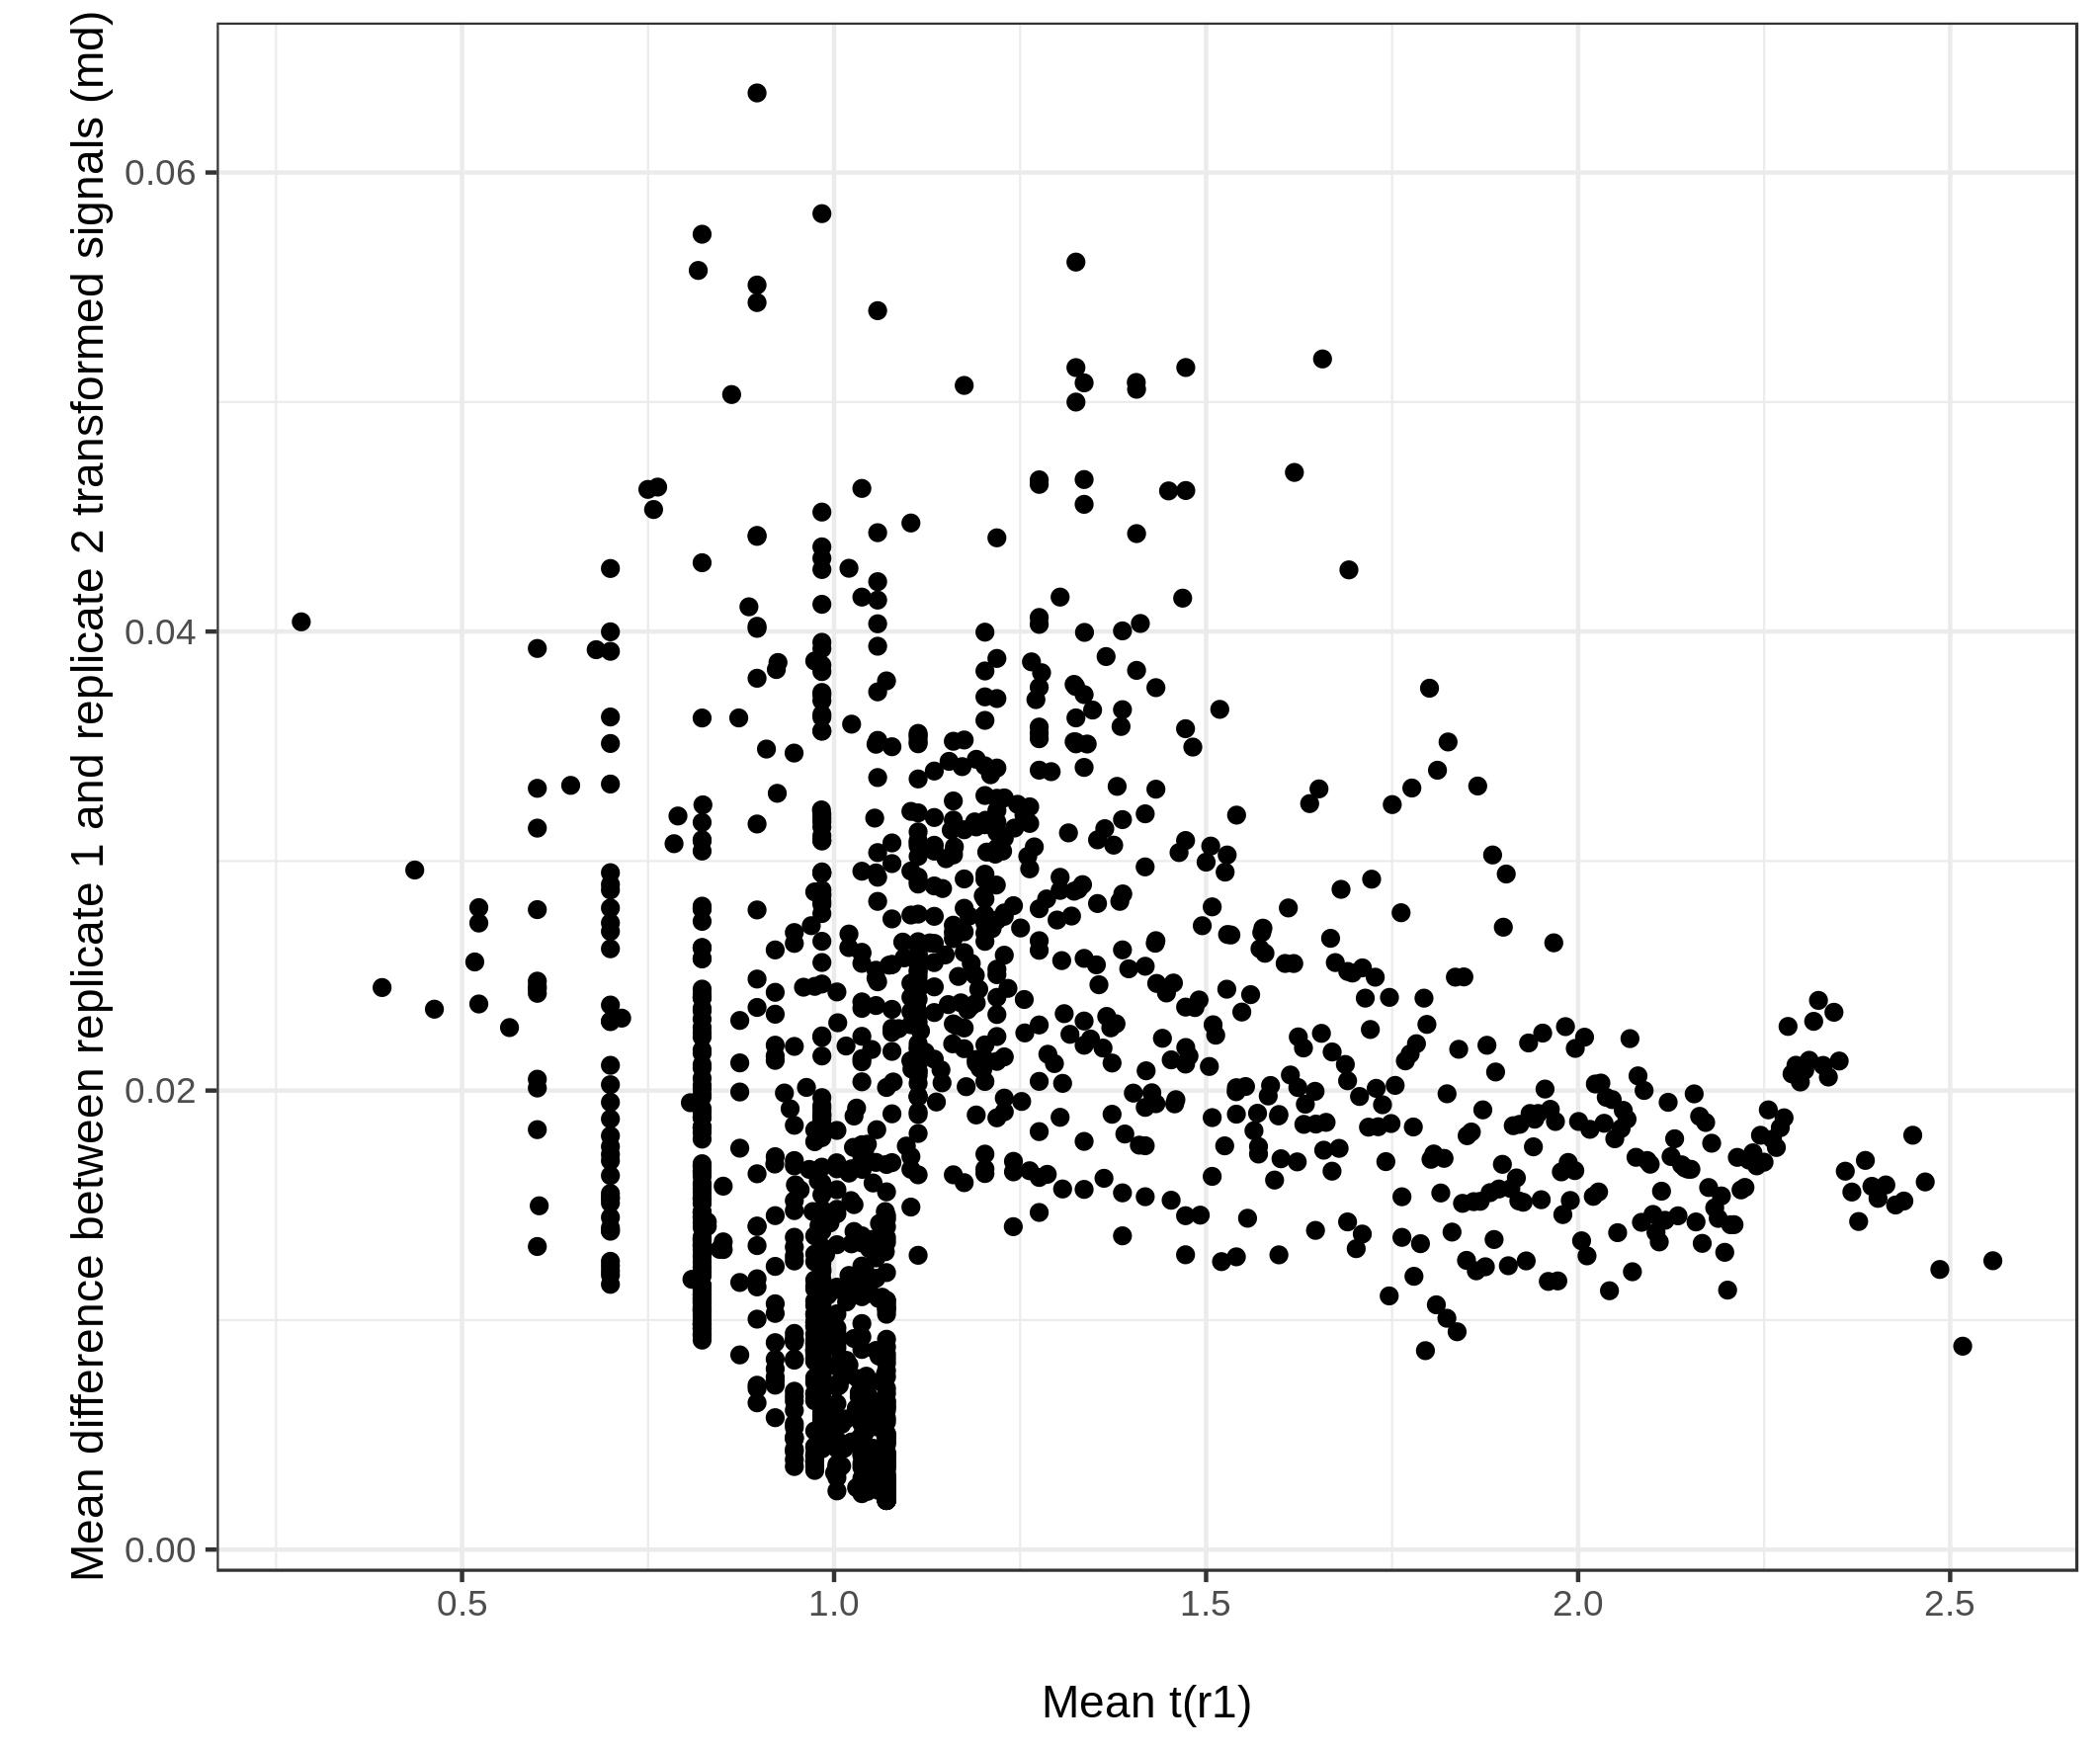 Mean difference between replicate 1 and replicate 2 transformed signals (md)
0.06
0.04
0.02
0.00
0.5 1.0 1.5 2.0 2.5
Mean t(r1)